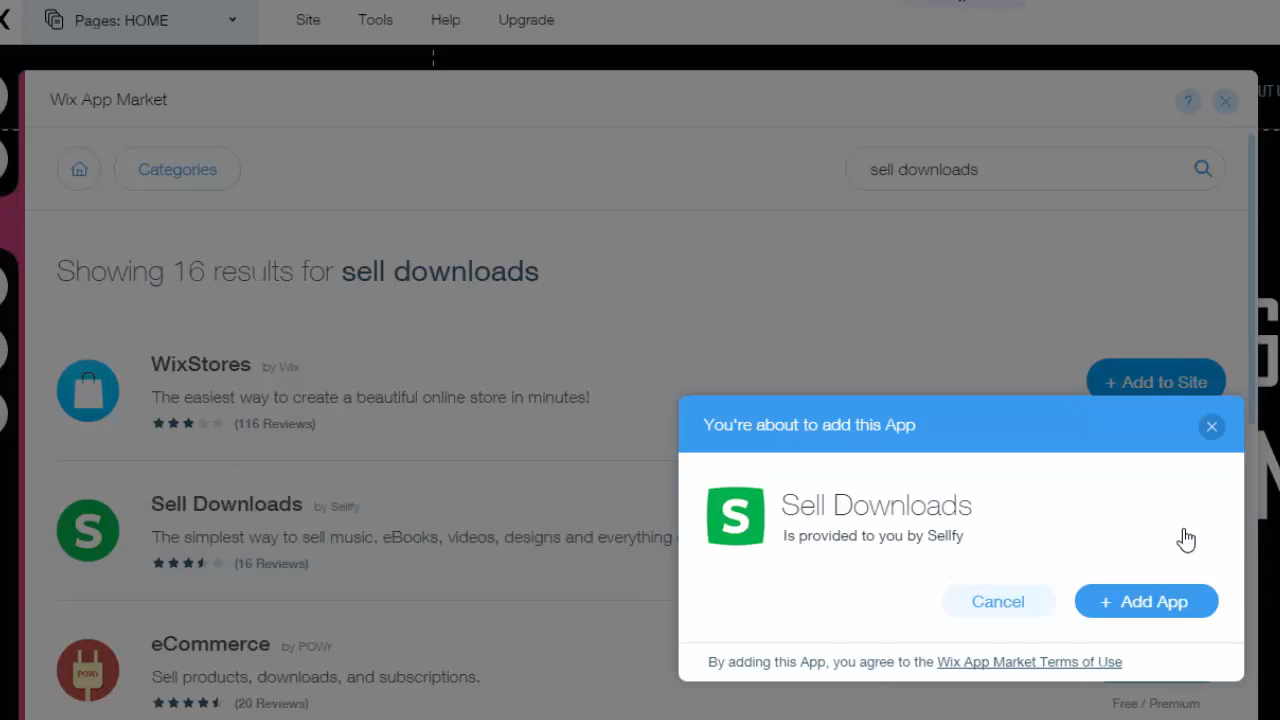 Pages: HOME
Site
Tools
Help
Upgrade
Wix App Market
?
Categories
sell downloads
Showing 16 results for sell downloads
WixStores by Wix
+ Add to Site
The easiest way to create a beautiful online store in minutes!
(116 Reviews)
You're about to add this App
Sell Downloads by Sellfy
The simplest way to sell music, eBooks, videos, designs and everything
(16 Reviews)
S
S
Sell Downloads
Is provided to you by Sellfy
Cancel
+ Add App
eCommerce by POWr
POWr
Sell products, downloads, and subscriptions.
(20 Reviews)
By adding this App, you agree to the Wix App Market Terms of Use
Free / Premium